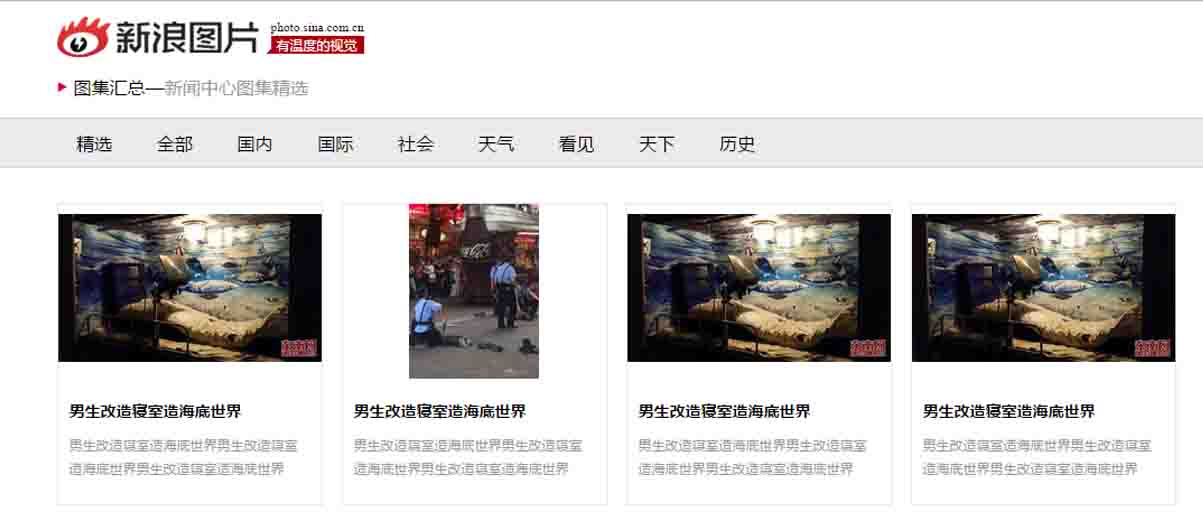 新浪图片
photo.sina.com.cn
有温度的视觉
图集汇总—新闻中心图集精选
精选 全部 国内 国际 社会 天气 看见 天下 历史
男生改造寝室造海底世界
男生改造寝室造海底世界男生改造寝室
造海底世界男生改造寝室造海底世界
男生改造寝室造海底世界
男生改造寝室造海底世界男生改造寝室
造海底世界男生改造寝室造海底世界
男生改造寝室造海底世界
男生改造寝室造海底世界男生改造寝室
造海底世界男生改造寝室造海底世界
男生改造寝室造海底世界
男生改造寝室造海底世界男生改造寝室
造海底世界男生改造寝室造海底世界